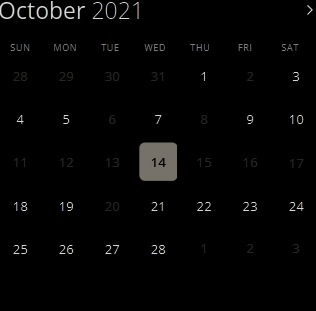 October 2021
SUN MON TUE WED THU FRI SAT
28 29 30 31 1 2 3
4 5 6 7 8 9 10
11 12 13 14 15 16 17
18 19 20 21 22 23 24
25 26 27 28 1 2 3